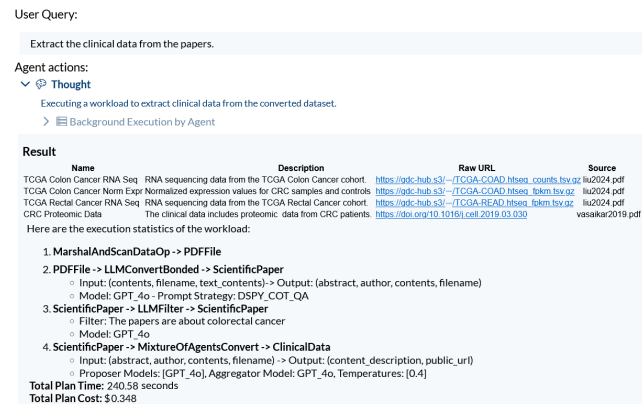 User Query:
Extract the clinical data from the papers.
Agent actions:
Thought
Executing a workload to extract clinical data from the converted dataset.
Background Execution by Agent
Result
Name Description Raw URL Source
TCGA Colon Cancer RNA Seq RNA sequencing data from the TCGA Colon Cancer cohort. https://gdc-hub.s3/···/TCGA-COAD.htseq_counts.tsv.gz liu2024.pdf
TCGA Colon Cancer Norm Expr Normalized expression values for CRC samples and controls https://gdc-hub.s3/···/TCGA-COAD.htseq_fpkm.tsv.gz liu2024.pdf
TCGA Rectal Cancer RNA Seq RNA sequencing data from the TCGA Rectal Cancer cohort. https://gdc-hub.s3/···/TCGA-READ.htseq_fpkm.tsv.gz liu2024.pdf
CRC Proteomic Data The clinical data includes proteomic data from CRC patients. https://doi.org/10.1016/j.cell.2019.03.030 vasaikar2019.pdf
Here are the execution statistics of the workload:
1. MarshalAndScanDataOp -> PDFFile
2. PDFFile -> LLMConvertBonded -> ScientificPaper
○ Input: (contents, filename, text_contents)-> Output: (abstract, author, contents, filename)
○ Model: GPT_4o - Prompt Strategy: DSPY_COT_QA
3. ScientificPaper -> LLMFilter -> ScientificPaper
○ Filter: The papers are about colorectal cancer
○ Model: GPT_4o
4. ScientificPaper -> MixtureOfAgentsConvert -> ClinicalData
○ Input: (abstract, author, contents, filename) -> Output: (content_description, public_url)
○ Proposer Models: [GPT_4o], Aggregator Model: GPT_4o, Temperatures: [0.4]
Total Plan Time: 240.58 seconds
Total Plan Cost: $0.348